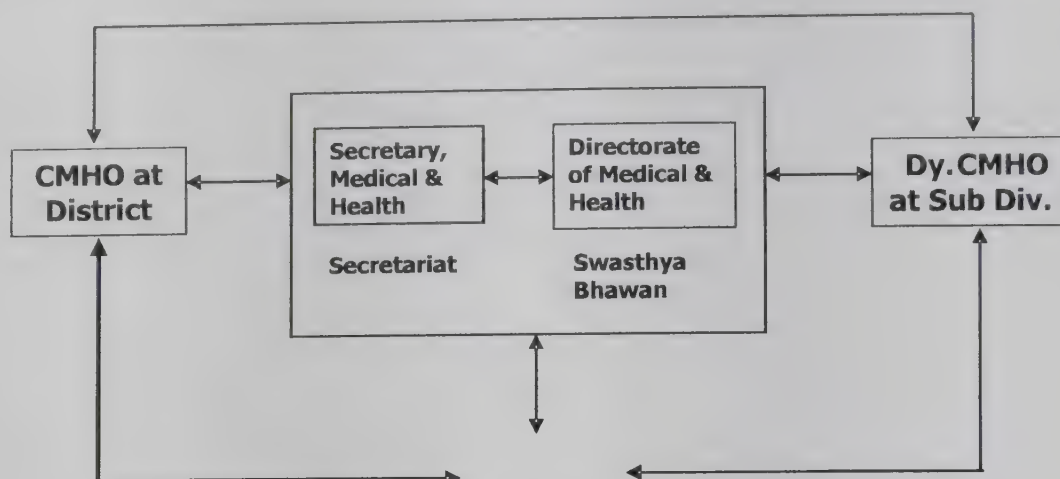 CMHO at
District
Secretary,
Medical &
Health
Directorate
of Medical &
Health
Secretariat
Swasthya
Bhawan
Dy.CMHO
at Sub Div.